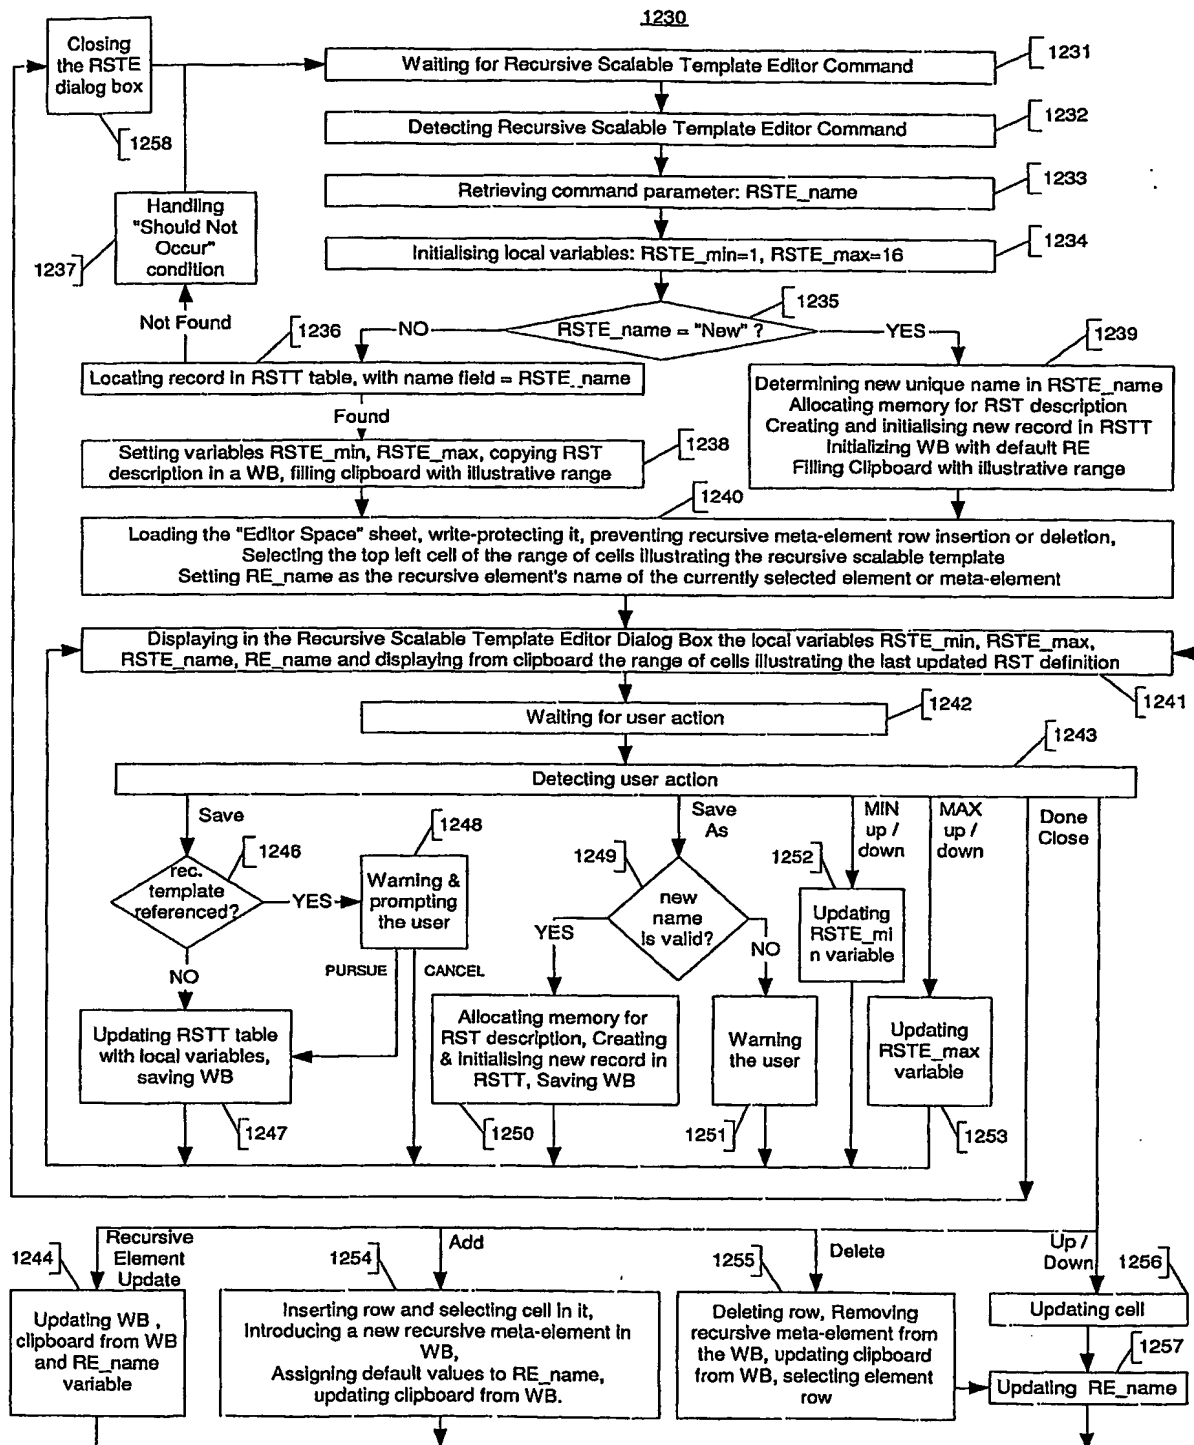 1230
Closing
the RSTE
dialog box
1258
Waiting for Recursive Scalable Template Editor Command
1231
Detecting Recursive Scalable Template Editor Command
1232
Retrieving command parameter: RSTE_name
1233
Initialising local variables: RSTE_min=1, RSTE_max=16
1234
Handling
"Should Not
Occur"
condition
1237
Not Found
1236
NO
RSTE_name = "New" ?
1235
YES
1239
Locating record in RSTT table, with name field = RSTE_name
Found
Setting variables RSTE_min, RSTE_max, copying RST
description in a WB, filling clipboard with illustrative range
1238
Determining new unique name in RSTE_name
Allocating memory for RST description
Creating and initialising new record in RSTT
Initializing WB with default RE
Filling Clipboard with illustrative range
1240
Loading the "Editor Space" sheet, write-protecting it, preventing recursive meta-element row insertion or deletion,
Selecting the top left cell of the range of cells illustrating the recursive scalable template
Setting RE_name as the recursive element's name of the currently selected element or meta-element
Displaying in the Recursive Scalable Template Editor Dialog Box the local variables RSTE_min, RSTE_max,
RSTE_name, RE_name and displaying from clipboard the range of cells illustrating the last updated RST definition
1241
Waiting for user action
1242
1243
Detecting user action
Save
1246
rec.
template
referenced?
YES
NO
1248
Warning &
prompting
the user
PURSUE
CANCEL
Updating RSTT table
with local variables,
saving WB
1247
Save
As
1249
new
name
is valid?
YES
NO
Allocating memory for
RST description, Creating
& Initialising new record in
RSTT, Saving WB
1250
Warning
the user
1251
MIN
up /
down
1252
Updating
RSTE_mi
n variable
MAX
up /
down
Updating
RSTE_max
variable
1253
Done
Close
1244
Recursive
Element
Update
Updating WB ,
clipboard from WB
and RE_name
variable
1254
Add
Inserting row and selecting cell in it,
Introducing a new recursive meta-element in
WB,
Assigning default values to RE_name,
updating clipboard from WB.
1255
Delete
Deleting row, Removing
recursive meta-element from
the WB, updating clipboard
from WB, selecting element
row
Up /
Down
1256
Updating cell
1257
Updating RE_name